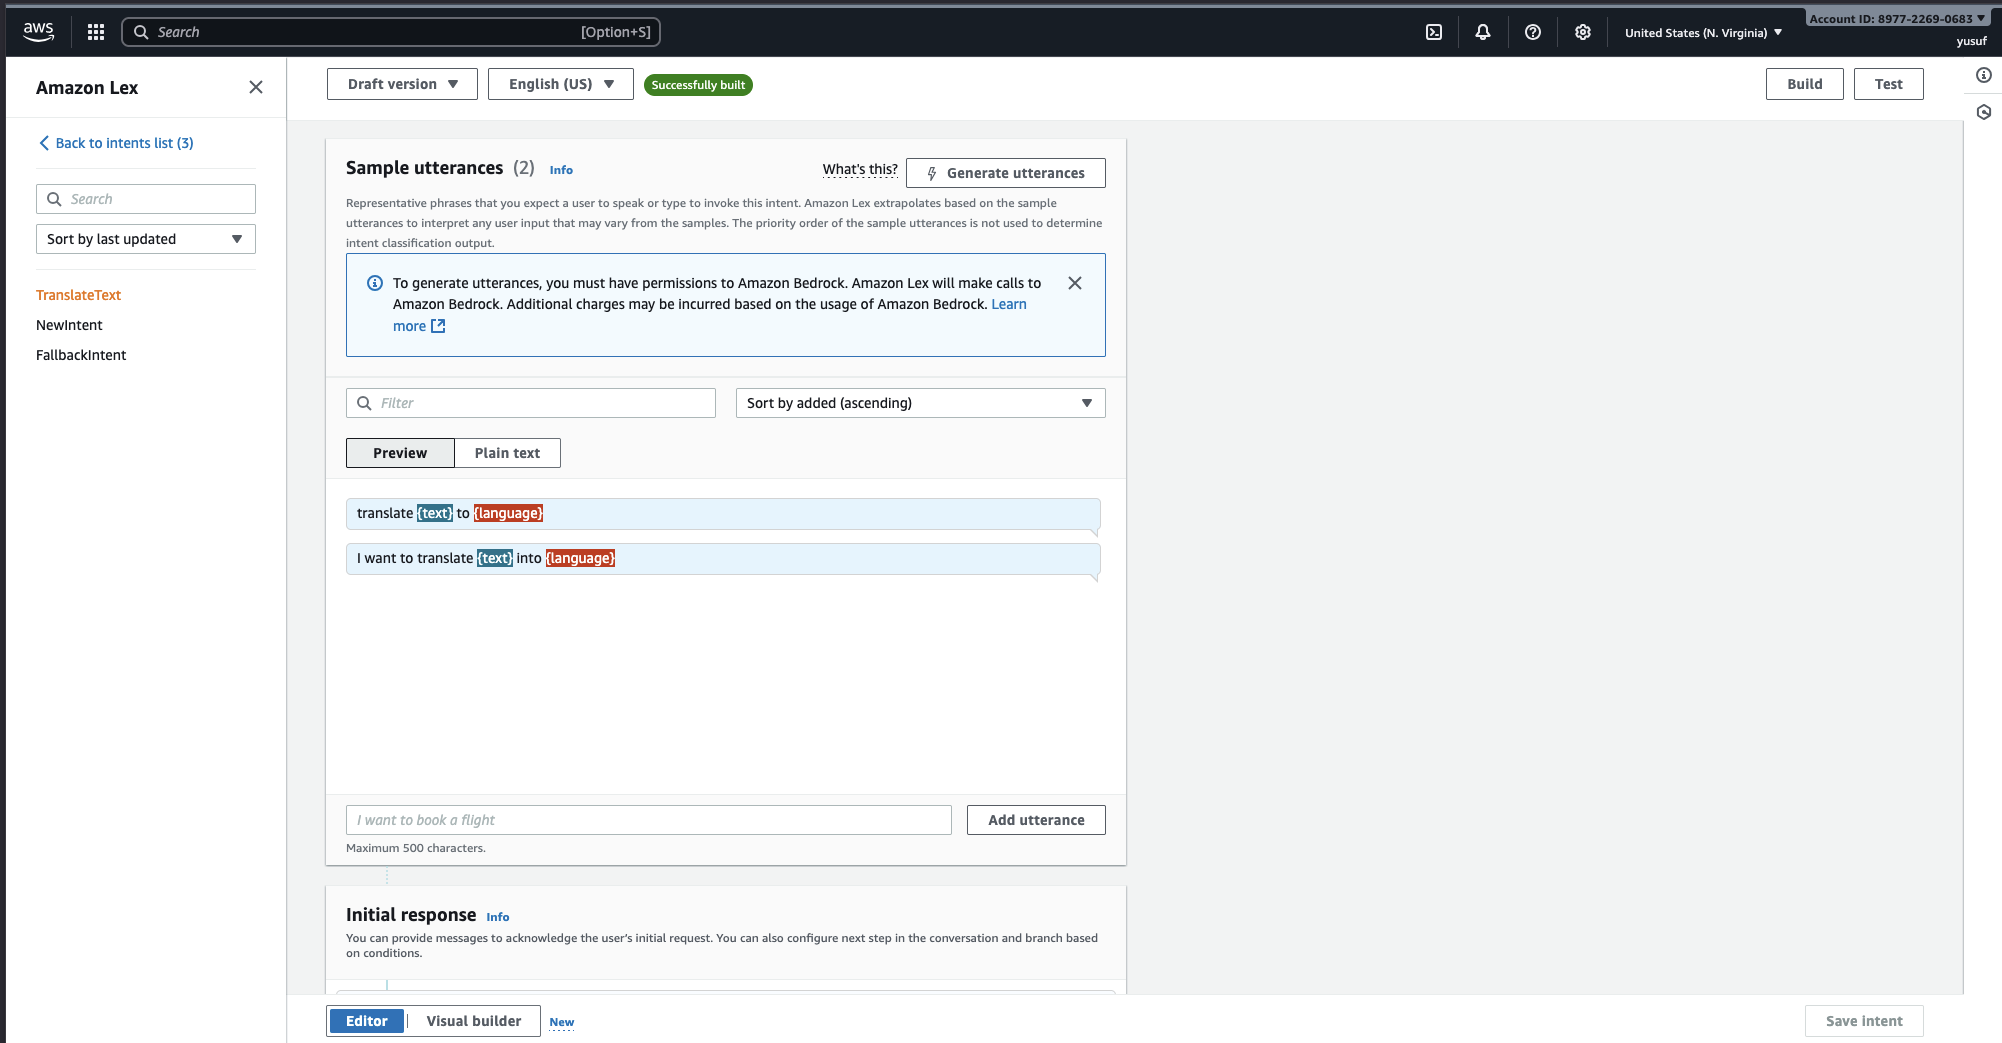 aws
Search
[Option+S]
United States (N. Virginia)
Account ID: 8977-2269-0683
yusuf
Amazon Lex
Back to intents list (3)
Search
Sort by last updated
TranslateText
NewIntent
FallbackIntent
Draft version
English (US)
Successfully built
Build
Test
Sample utterances (2) Info
What's this?
Generate utterances
Representative phrases that you expect a user to speak or type to invoke this intent. Amazon Lex extrapolates based on the sample
utterances to interpret any user input that may vary from the samples. The priority order of the sample utterances is not used to determine
intent classification output.
To generate utterances, you must have permissions to Amazon Bedrock. Amazon Lex will make calls to
Amazon Bedrock. Additional charges may be incurred based on the usage of Amazon Bedrock. Learn
more
Filter
Sort by added (ascending)
Preview
Plain text
translate {text} to {language}
I want to translate {text} into {language}
I want to book a flight
Add utterance
Maximum 500 characters.
Initial response Info
You can provide messages to acknowledge the user's initial request. You can also configure next step in the conversation and branch based
on conditions.
Editor
Visual builder
New
Save intent